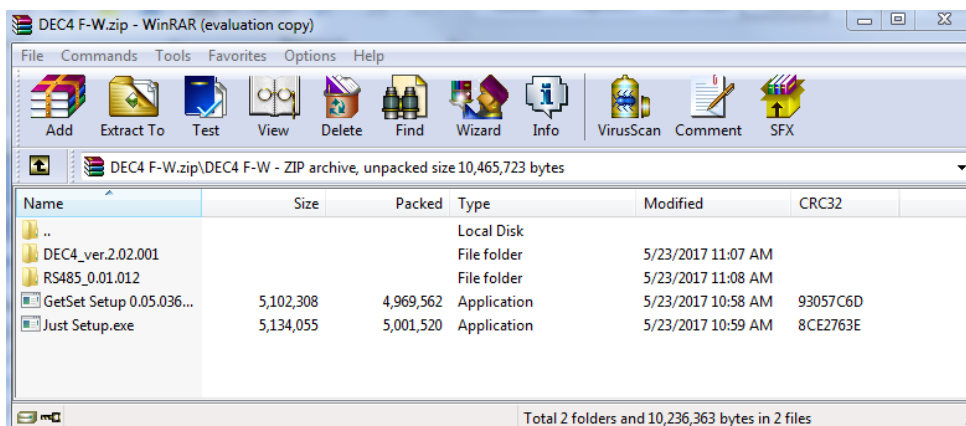 DEC4 F-W.zip - WinRAR (evaluation copy)
File Commands Tools Favorites Options Help
Add Extract To Test View Delete Find Wizard Info VirusScan Comment SFX
DEC4 F-W.zip\DEC4 F-W - ZIP archive, unpacked size 10,465,723 bytes
Name Size Packed Type Modified CRC32
.. Local Disk
DEC4_ver.2.02.001 File folder 5/23/2017 11:07 AM
RS485_0.01.012 File folder 5/23/2017 11:08 AM
GetSet Setup 0.05.036... 5,102,308 4,969,562 Application 5/23/2017 10:58 AM 93057C6D
Just Setup.exe 5,134,055 5,001,520 Application 5/23/2017 10:59 AM 8CE2763E
Total 2 folders and 10,236,363 bytes in 2 files